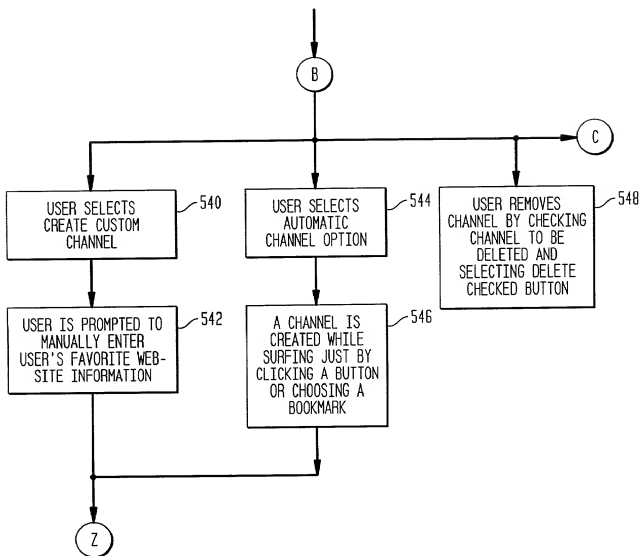 B
C
USER SELECTS
CREATE CUSTOM
CHANNEL
540
USER SELECTS
AUTOMATIC
CHANNEL OPTION
544
USER REMOVES
CHANNEL BY CHECKING
CHANNEL TO BE
DELETED AND
SELECTING DELETE
CHECKED BUTTON
548
USER IS PROMPTED TO
MANUALLY ENTER
USER'S FAVORITE WEB-
SITE INFORMATION
542
A CHANNEL IS
CREATED WHILE
SURFING JUST BY
CLICKING A BUTTON
OR CHOOSING A
BOOKMARK
546
Z